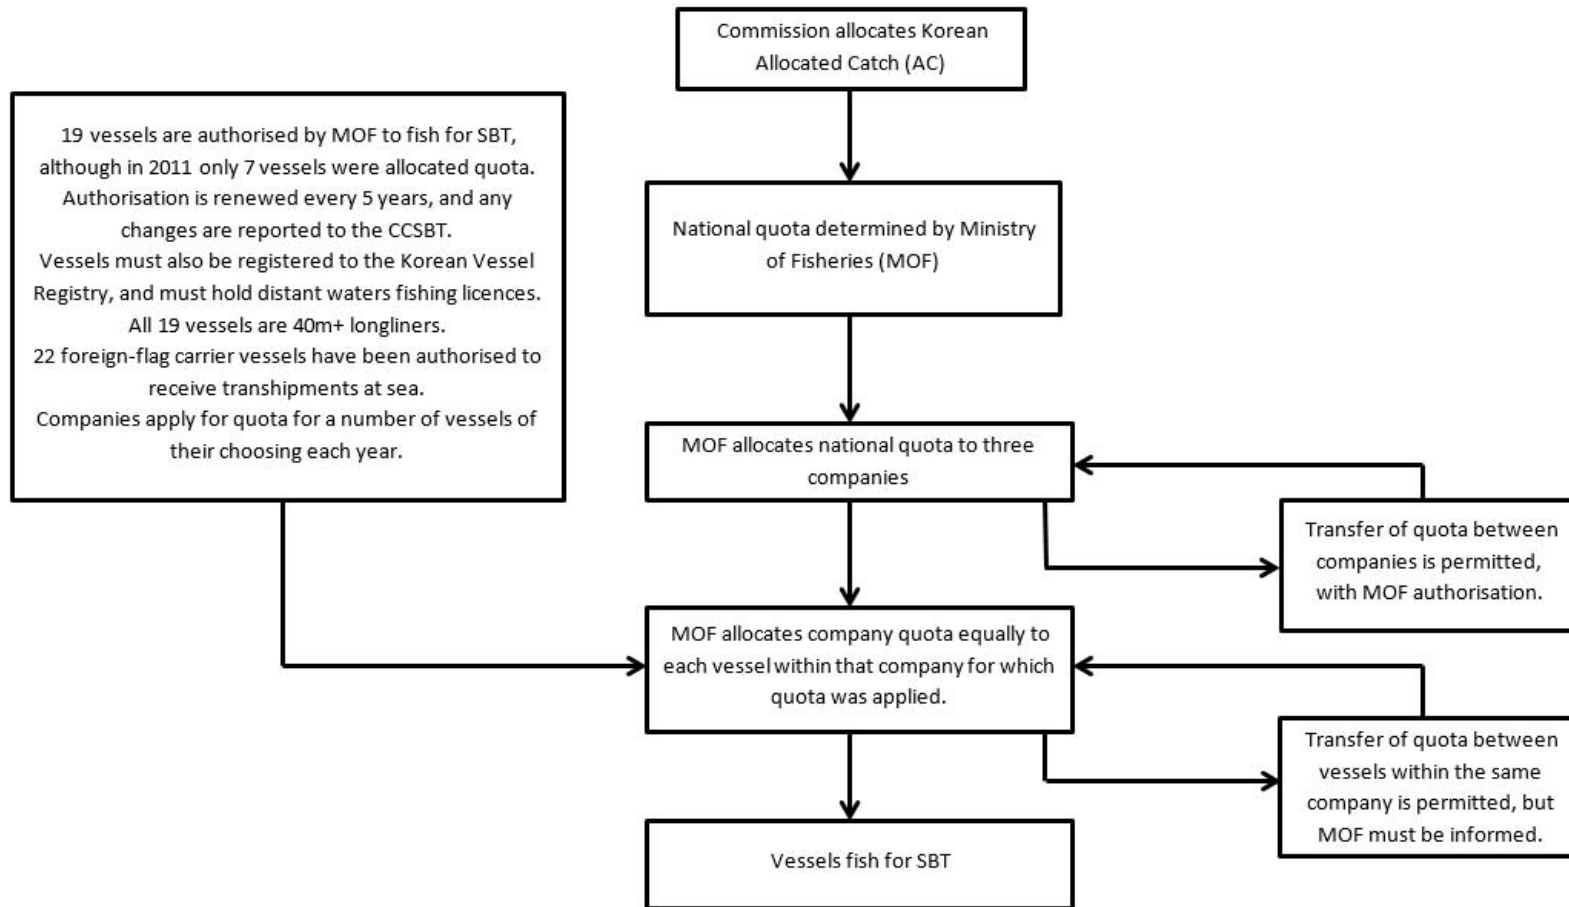 Commission allocates Korean
Allocated Catch (AC)
19 vessels are authorised by MOF to fish for SBT,
although in 2011 only 7 vessels were allocated quota.
Authorisation is renewed every 5 years, and any
changes are reported to the CCSBT.
Vessels must also be registered to the Korean Vessel
Registry, and must hold distant waters fishing licences.
All 19 vessels are 40m+ longliners.
22 foreign-flag carrier vessels have been authorised to
receive transhipments at sea.
Companies apply for quota for a number of vessels of
their choosing each year.
National quota determined by Ministry
of Fisheries (MOF)
MOF allocates national quota to three
companies
Transfer of quota between
companies is permitted,
with MOF authorisation.
MOF allocates company quota equally to
each vessel within that company for which
quota was applied.
Transfer of quota between
vessels within the same
company is permitted, but
MOF must be informed.
Vessels fish for SBT